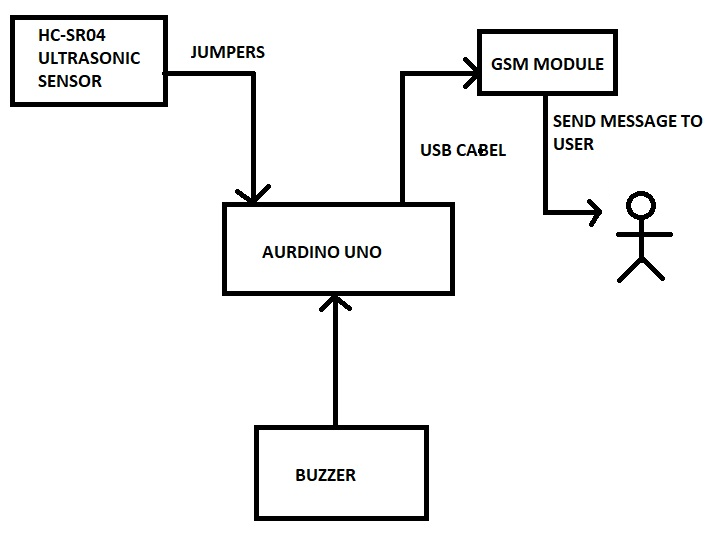 HC-SR04
ULTRASONIC
SENSOR
JUMPERS
GSM MODULE
SEND MESSAGE TO
USER
USB CABEL
AURDINO UNO
BUZZER